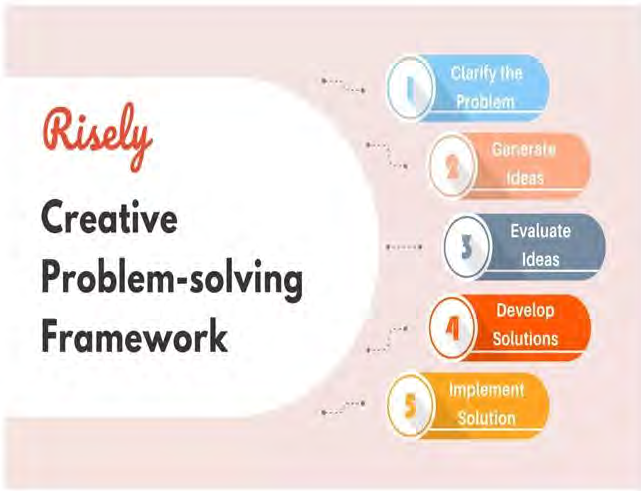 Risely
Creative
Problem-solving
Framework
1
Clarify the
Problem
2
Generate
Ideas
3
Evaluate
Ideas
4
Develop
Solutions
5
Implement
Solution